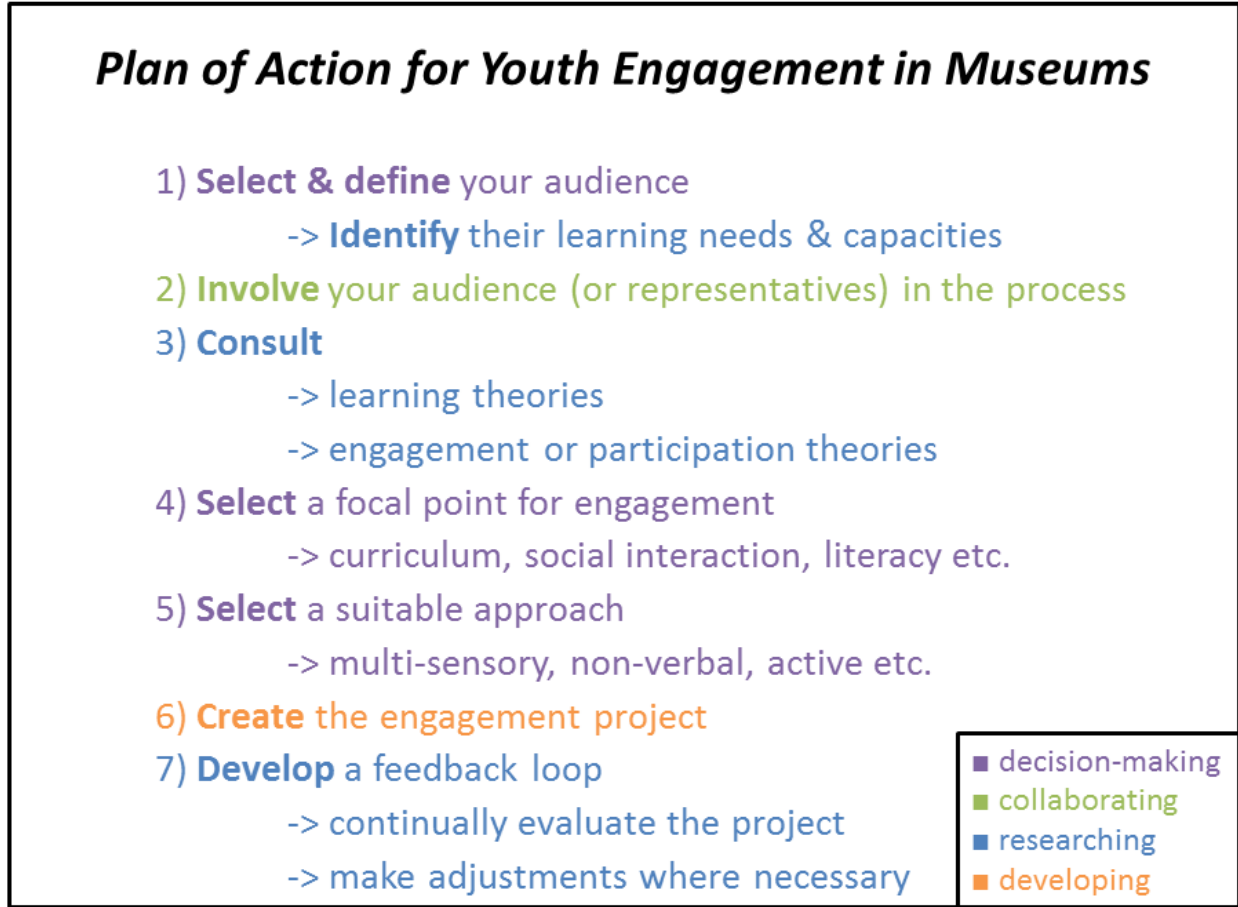 Plan of Action for Youth Engagement in Museums
1) Select & define your audience
-> Identify their learning needs & capacities
2) Involve your audience (or representatives) in the process
3) Consult
-> learning theories
-> engagement or participation theories
4) Select a focal point for engagement
-> curriculum, social interaction, literacy etc.
5) Select a suitable approach
-> multi-sensory, non-verbal, active etc.
6) Create the engagement project
7) Develop a feedback loop
-> continually evaluate the project
-> make adjustments where necessary
■ decision-making
■ collaborating
■ researching
■ developing